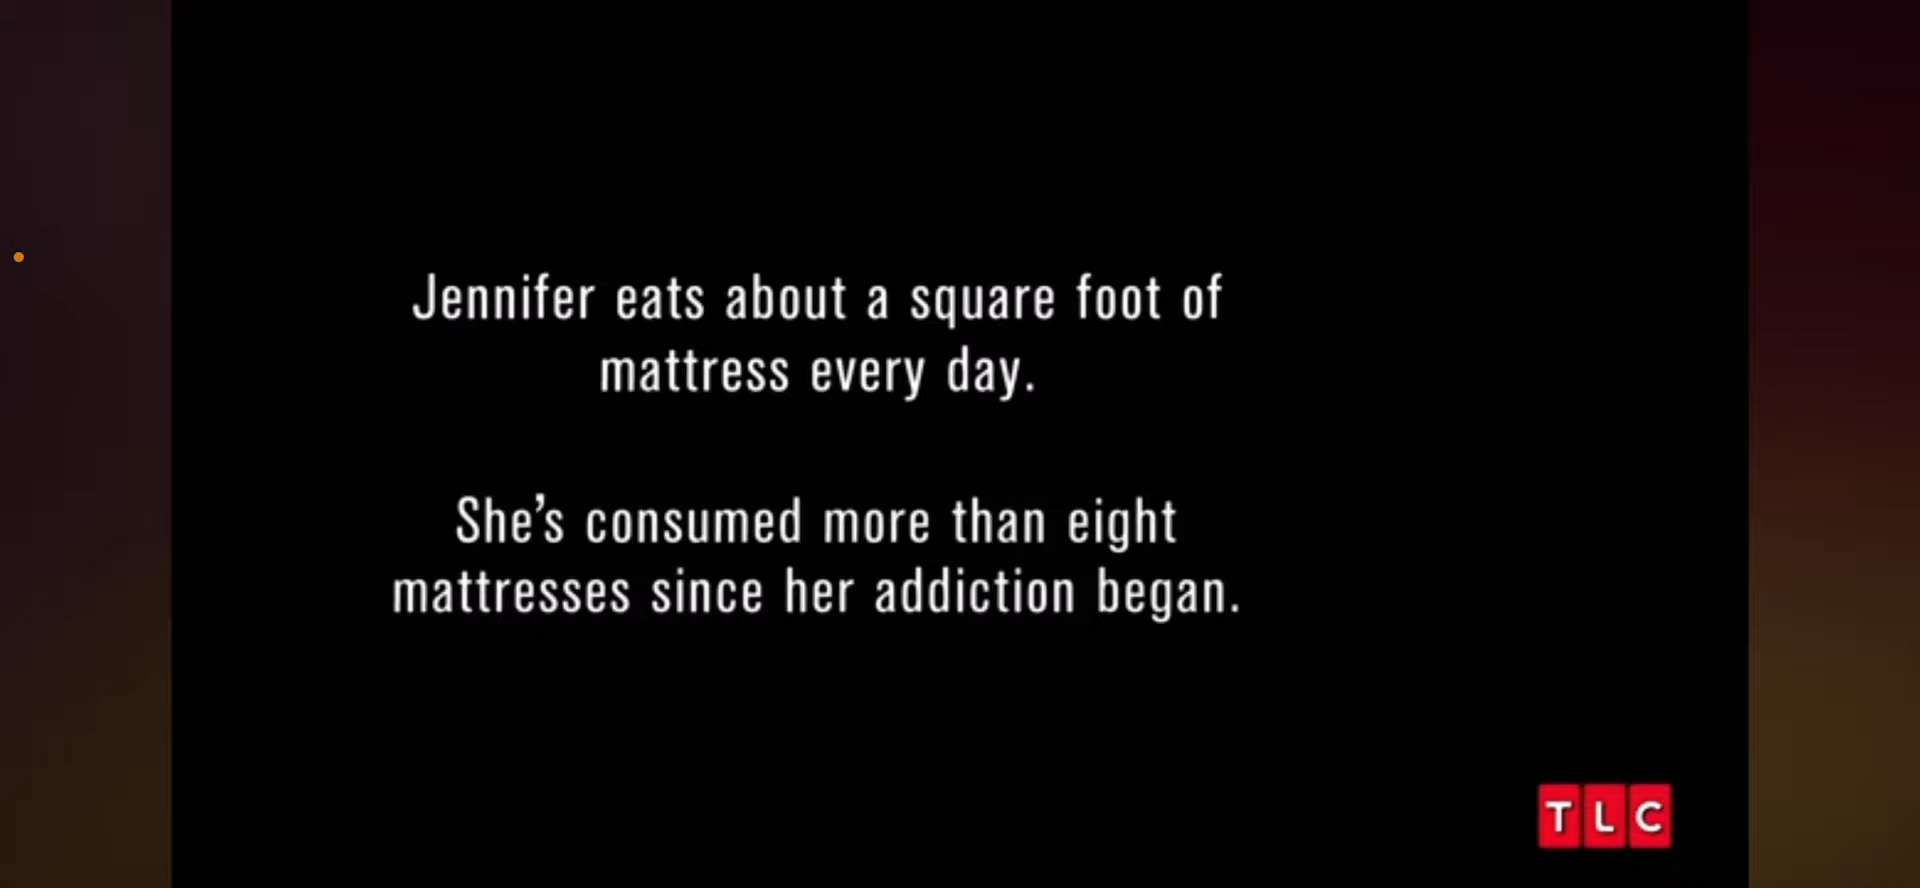 Jennifer eats about a square foot of
mattress every day.
She’s consumed more than eight
mattresses since her addiction began.
TLC